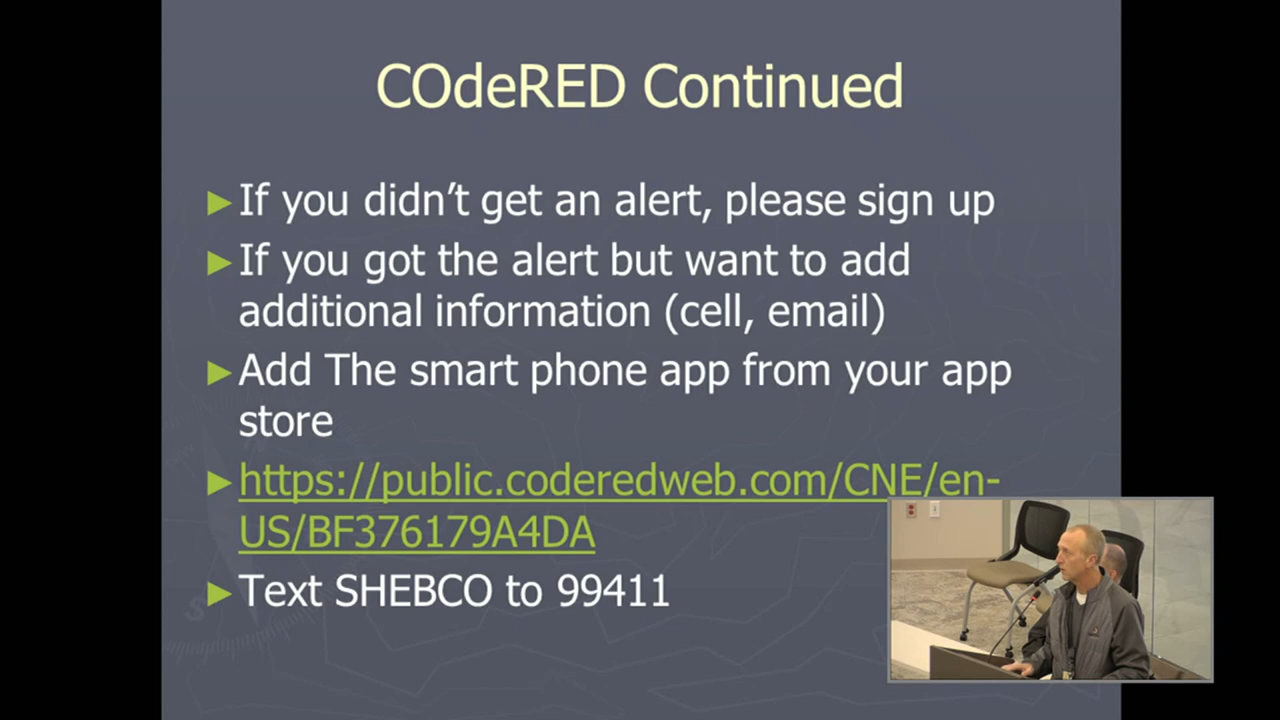 COdeRED Continued
If you didn't get an alert, please sign up
If you got the alert but want to add
additional information (cell, email)
Add The smart phone app from your app
store
https://public.coderedweb.com/CNE/en-
US/BF376179A4DA
Text SHEBCO to 99411